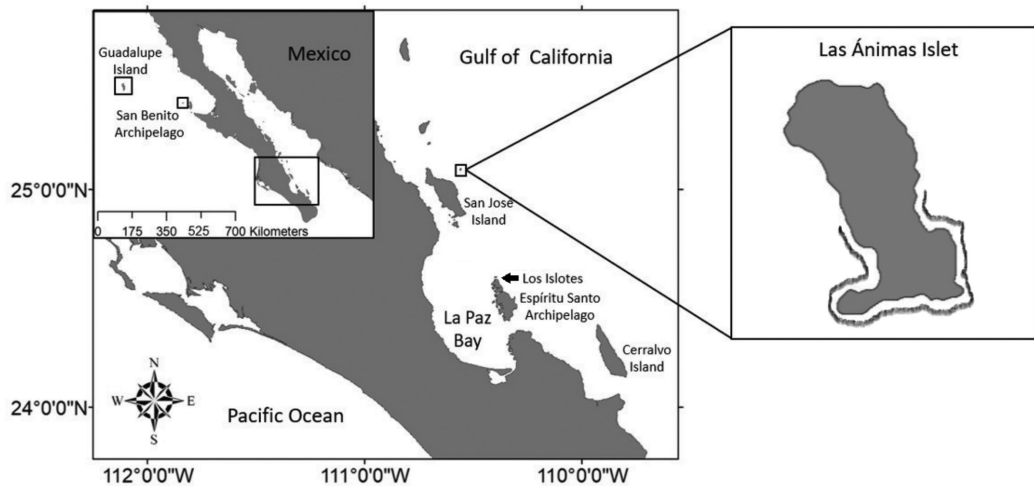 Guadalupe
Island
Mexico
San Benito
Archipelago
0 175 350 525 700 Kilometers
Gulf of California
Las Ánimas Islet
25°0'0"N
San José
Island
Los Islotes
Espíritu Santo
Archipelago
La Paz
Bay
Cerralvo
Island
N
W E
S
24°0'0"N
Pacific Ocean
112°0'0"W 111°0'0"W 110°0'0"W